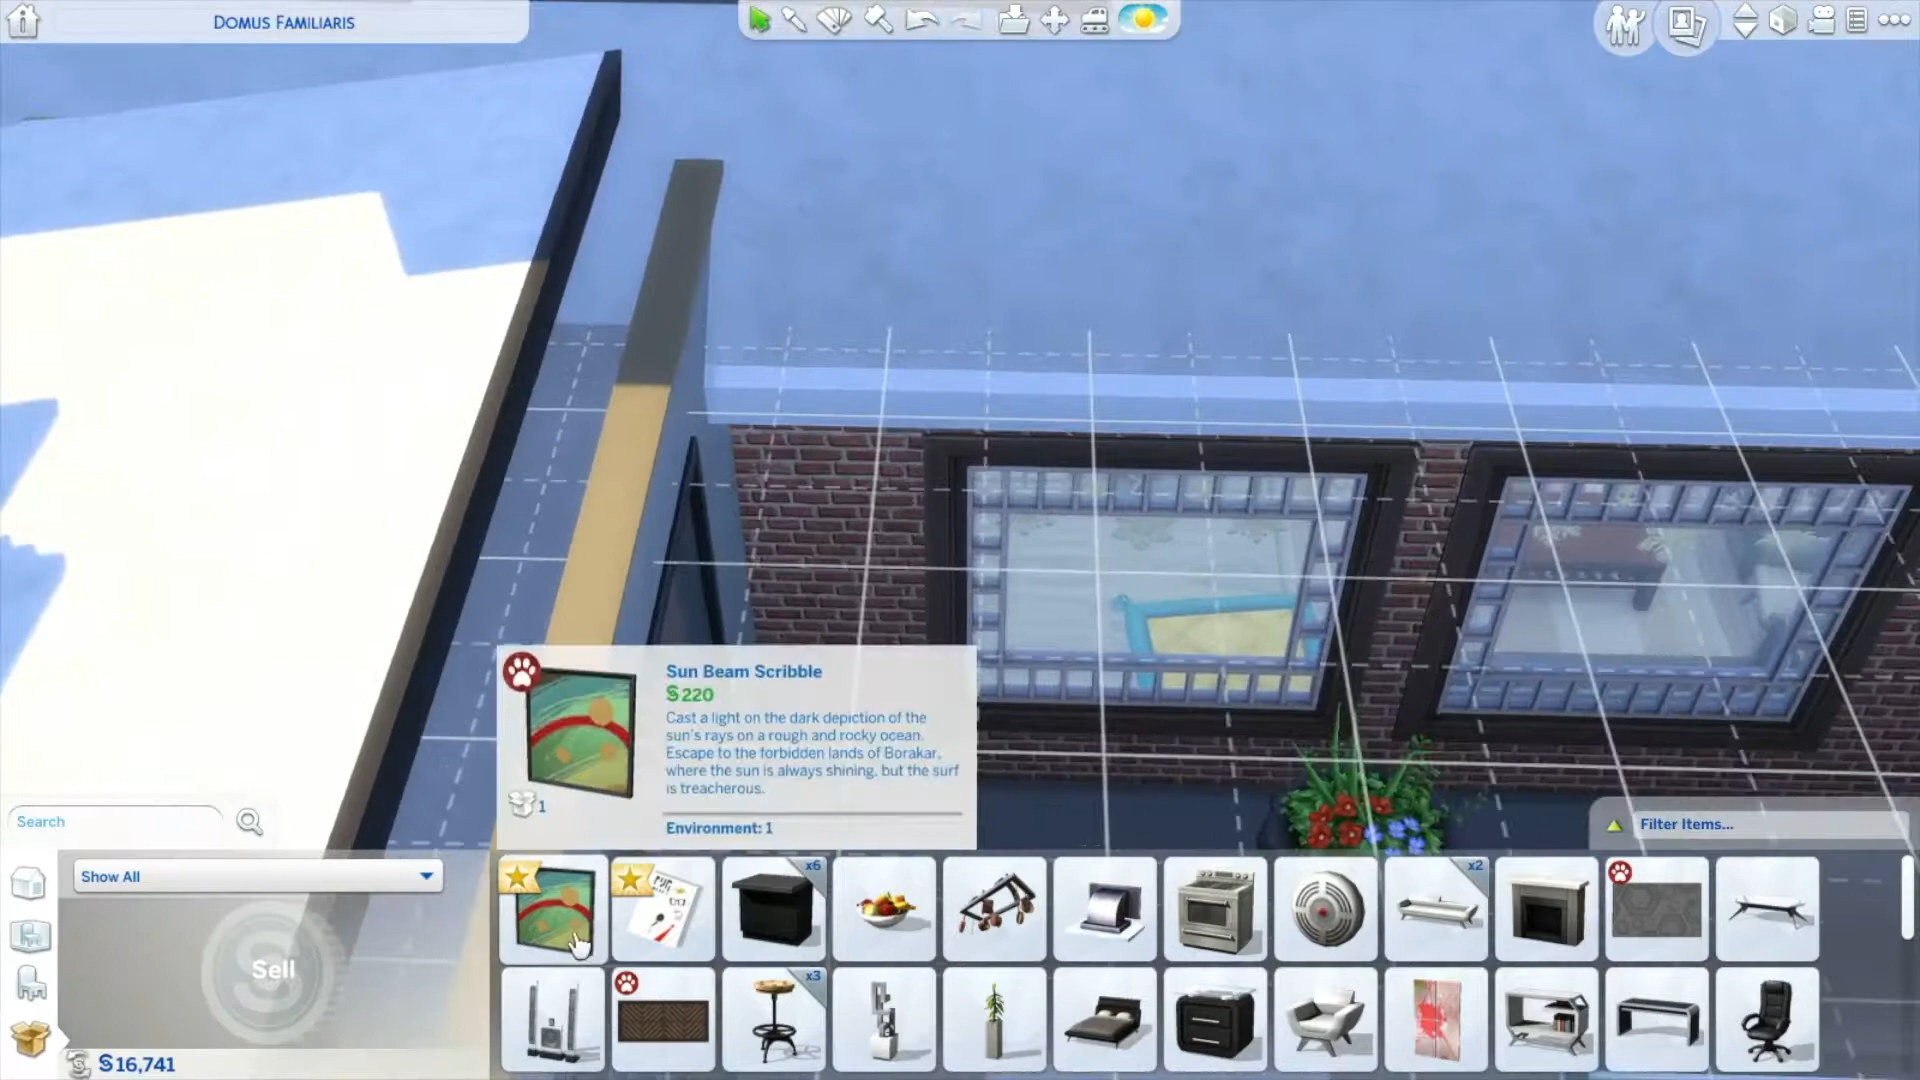 DOMUS FAMILIARIS
Sun Beam Scribble
§220
Cast a light on the dark depiction of the
sun's rays on a rough and rocky ocean.
Escape to the forbidden lands of Borakar,
where the sun is always shining, but the surf
is treacherous.
1
Environment: 1
Search
Filter Items...
Show All
x6
x2
Sell
x3
§16,741